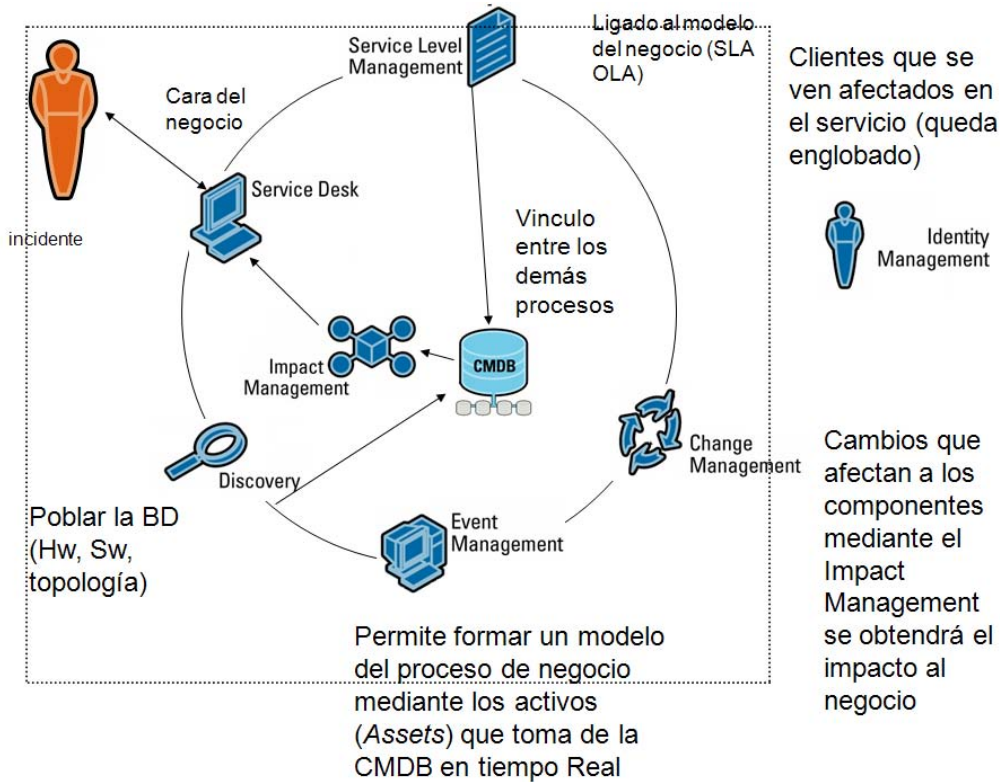 Service Level
Management
Ligado al modelo
del negocio (SLA
OLA)
Clientes que se
ven afectados en
el servicio (queda
englobado)
Cara del
negocio
Service Desk
incidente
Vinculo
entre los
demás
procesos
Identity
Management
Impact
Management
CMDB
Discovery
Change
Management
Cambios que
afectan a los
componentes
mediante el
Impact
Management
se obtendrá el
impacto al
negocio
Poblar la BD
(Hw, Sw,
topología)
Event
Management
Permite formar un modelo
del proceso de negocio
mediante los activos
(Assets) que toma de la
CMDB en tiempo Real